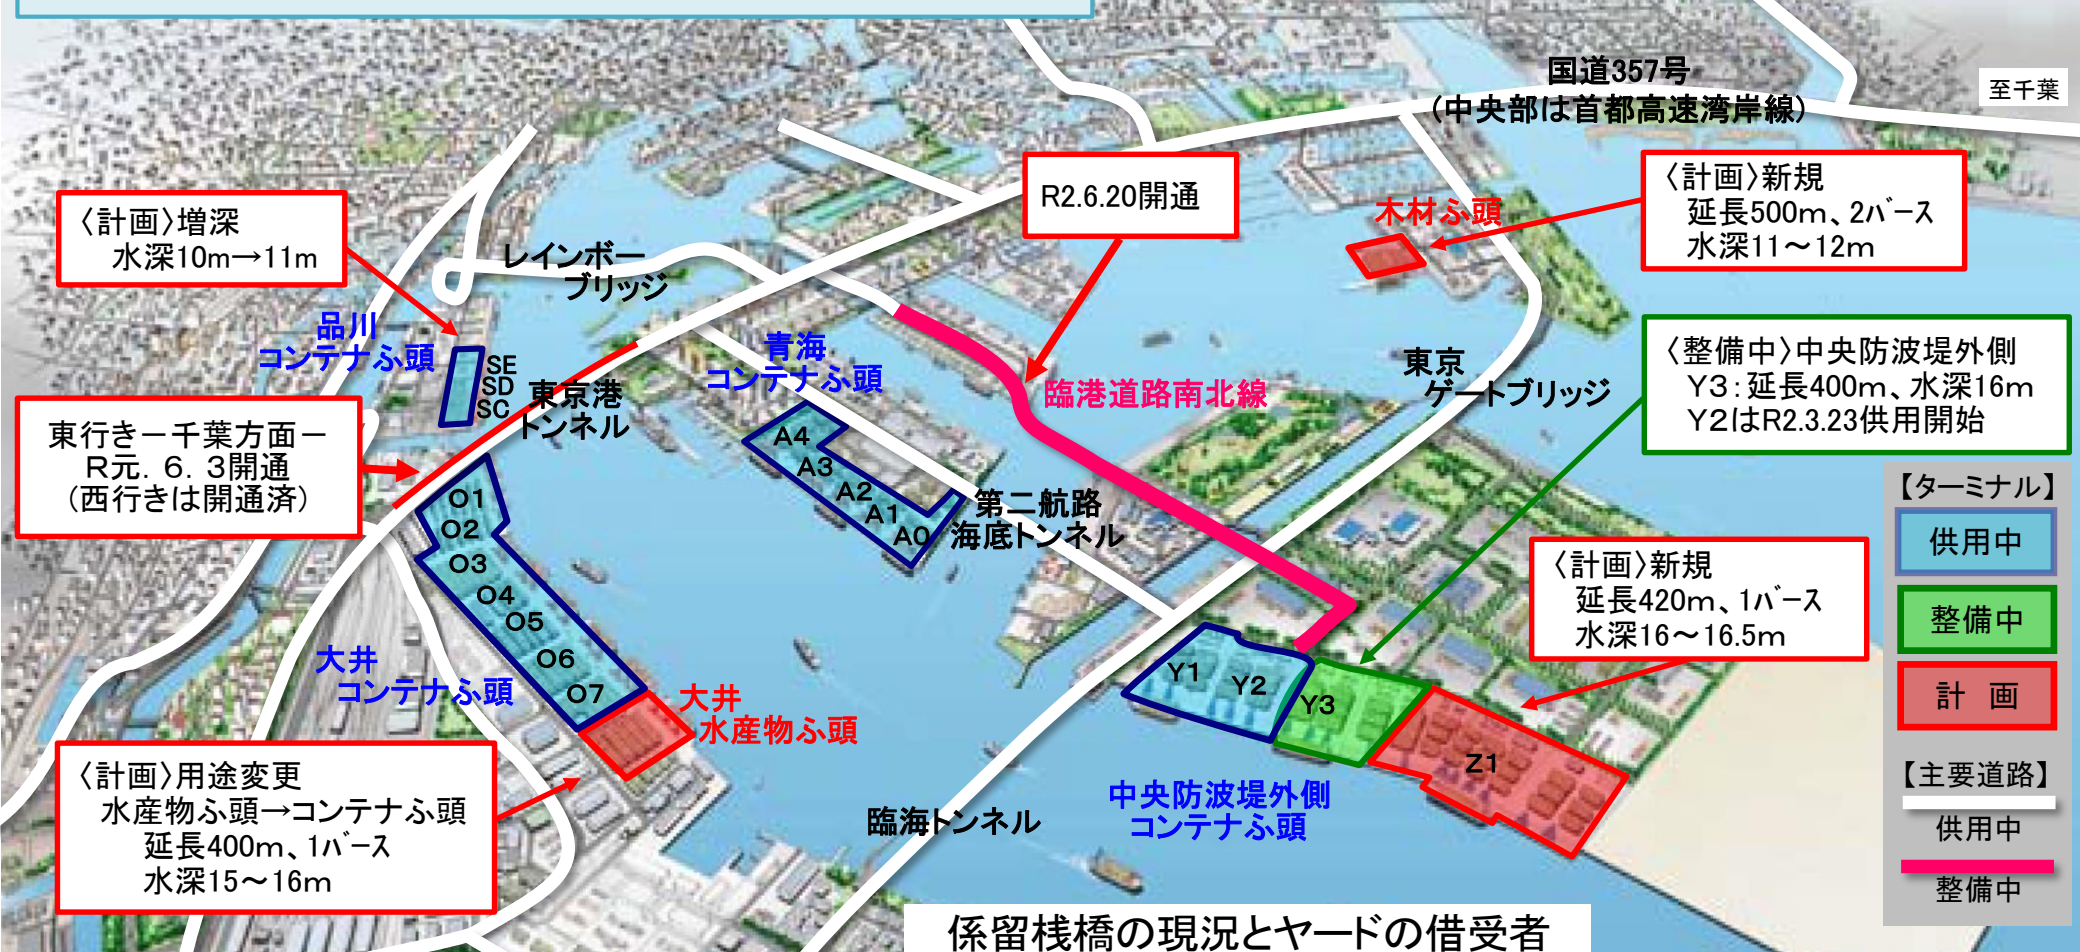 国道357号
(中央部は首都高速湾岸線)
至千葉
R2.6.20開通
〈計画〉新規
延長500m、2バース
水深11～12m
木材ふ頭
〈計画〉増深
水深10m→11m
レインボー
ブリッジ
品川
コンテナふ頭
SE
SD
SC
東京港
トンネル
青海
コンテナふ頭
臨港道路南北線
東京
ゲートブリッジ
〈整備中〉中央防波堤外側
Y3：延長400m、水深16m
Y2はR2.3.23供用開始
東行き－千葉方面－
R元．6．3開通
(西行きは開通済)
A4
A3
A2
A1
A0
第二航路
海底トンネル
O1
O2
O3
O4
O5
O6
O7
大井
コンテナふ頭
大井
水産物ふ頭
〈計画〉新規
延長420m、1バース
水深16～16.5m
Y1
Y2
Y3
Z1
中央防波堤外側
コンテナふ頭
臨海トンネル
〈計画〉用途変更
水産物ふ頭→コンテナふ頭
延長400m、1バース
水深15～16m
【ターミナル】
供用中
整備中
計　画
【主要道路】
供用中
整備中
係留桟橋の現況とヤードの借受者